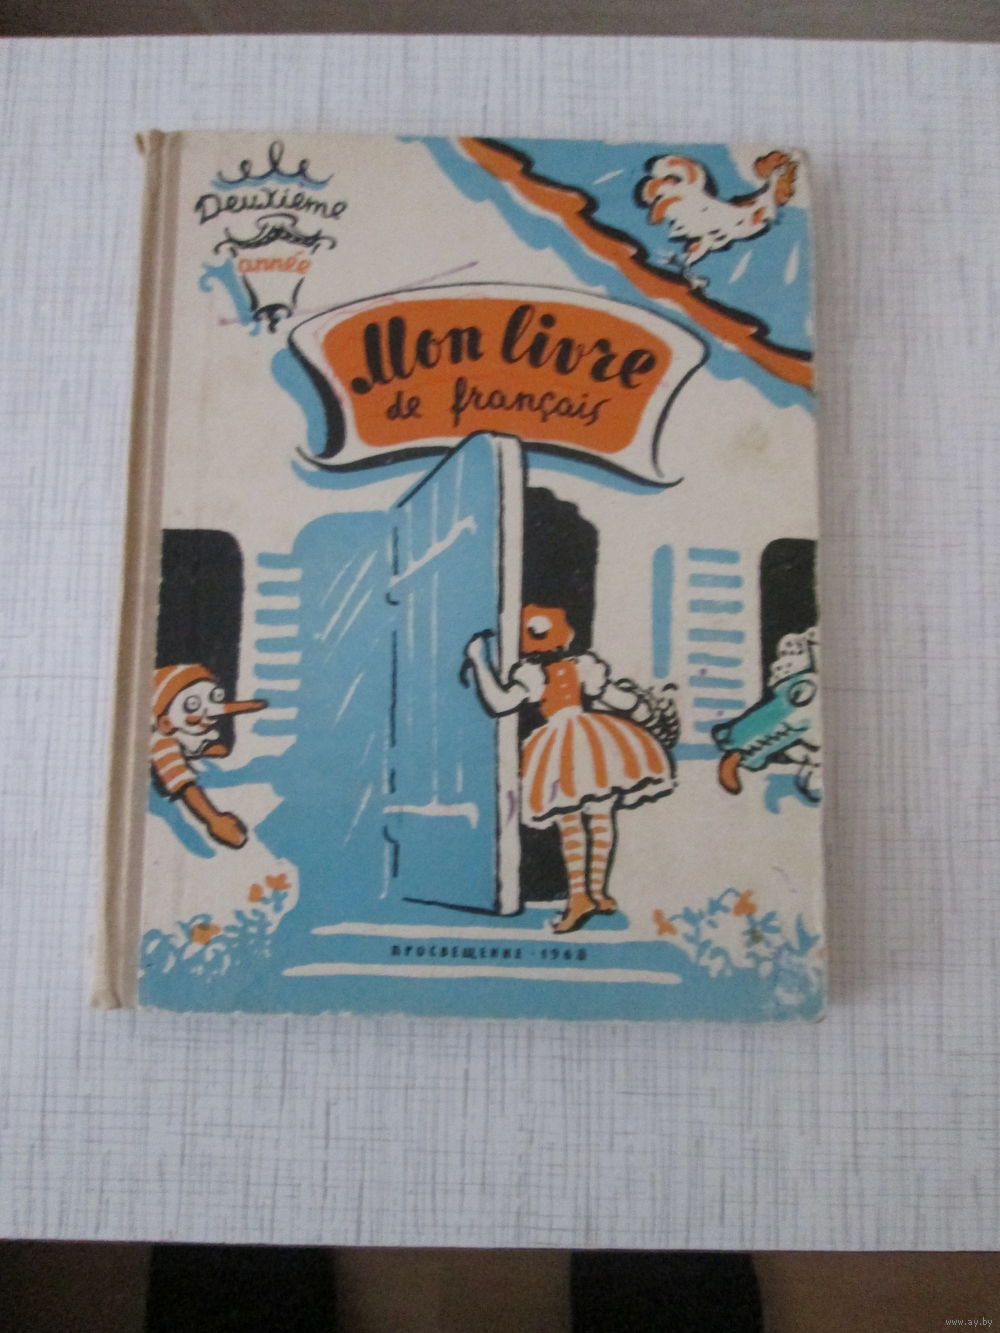 Deuxième
année
Mon livre
de français
ПРОСВЕЩЕНИЕ · 1968
www.ay.by